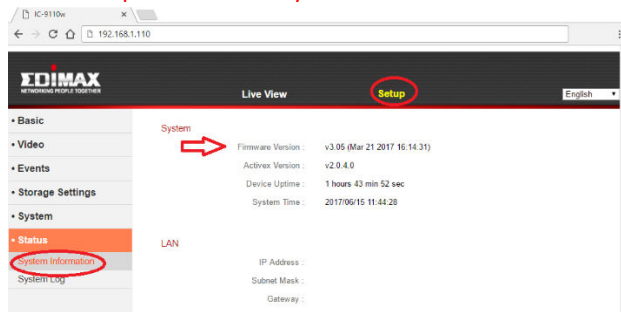 IC-9110w
192.168.1.110
EDIMAX
NETWORKING PEOPLE TOGETHER
Live View
Setup
English
• Basic
• Video
• Events
• Storage Settings
• System
• Status
System Information
System Log
System
Firmware Version : v3.05 (Mar 21 2017 16:14:31)
Activex Version : v2.0.4.0
Device Uptime : 1 hours 43 min 52 sec
System Time : 2017/06/15 11:44:28
LAN
IP Address :
Subnet Mask :
Gateway :